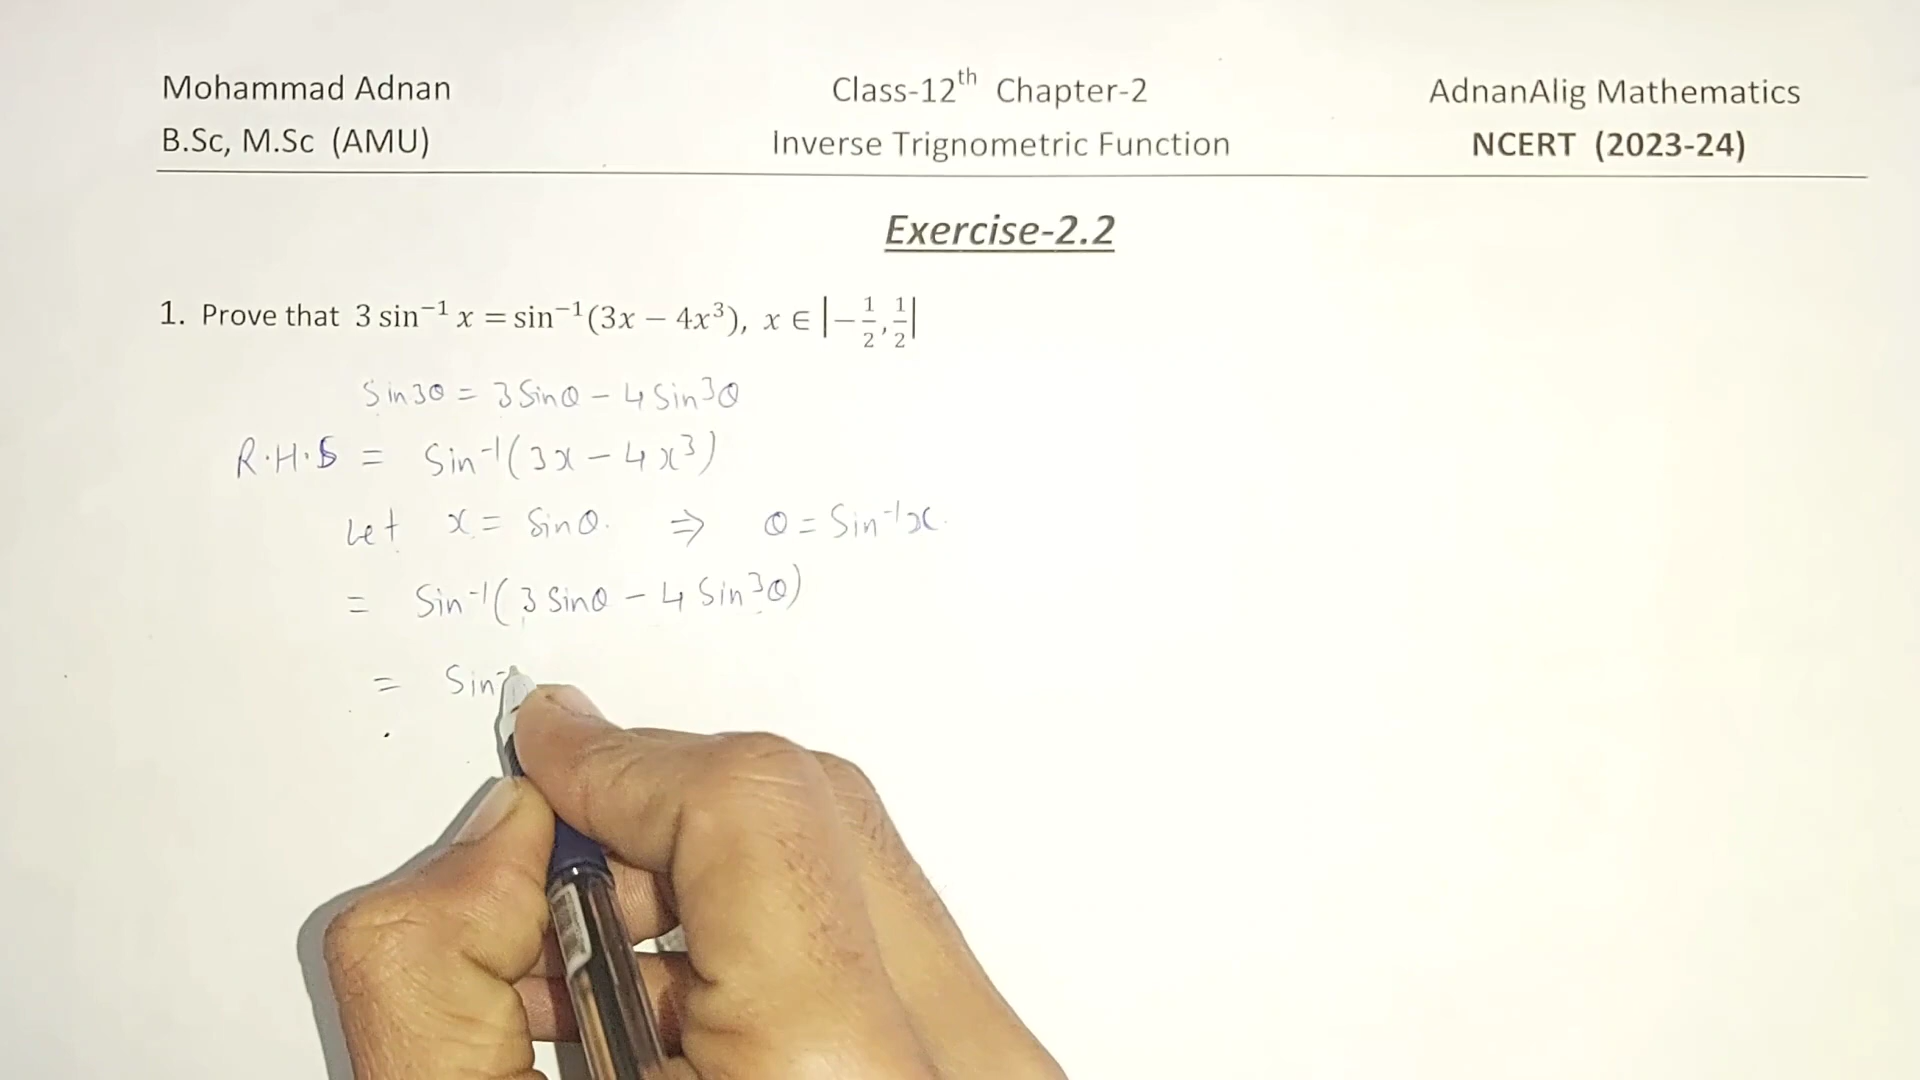 Mohammad Adnan
B.Sc, M.Sc (AMU)
Class-12th Chapter-2
Inverse Trignometric Function
AdnanAlig Mathematics
NCERT (2023-24)
Exercise-2.2
1. Prove that 3 sin⁻¹ x = sin⁻¹(3x − 4x³), x ∈ |−1/2, 1/2|
Sin3θ = 3Sinθ − 4Sin³θ
R.H.S = Sin⁻¹(3x − 4x³)
Let x = Sinθ. ⇒ θ = Sin⁻¹x.
= Sin⁻¹(3Sinθ − 4Sin³θ)
= Sin